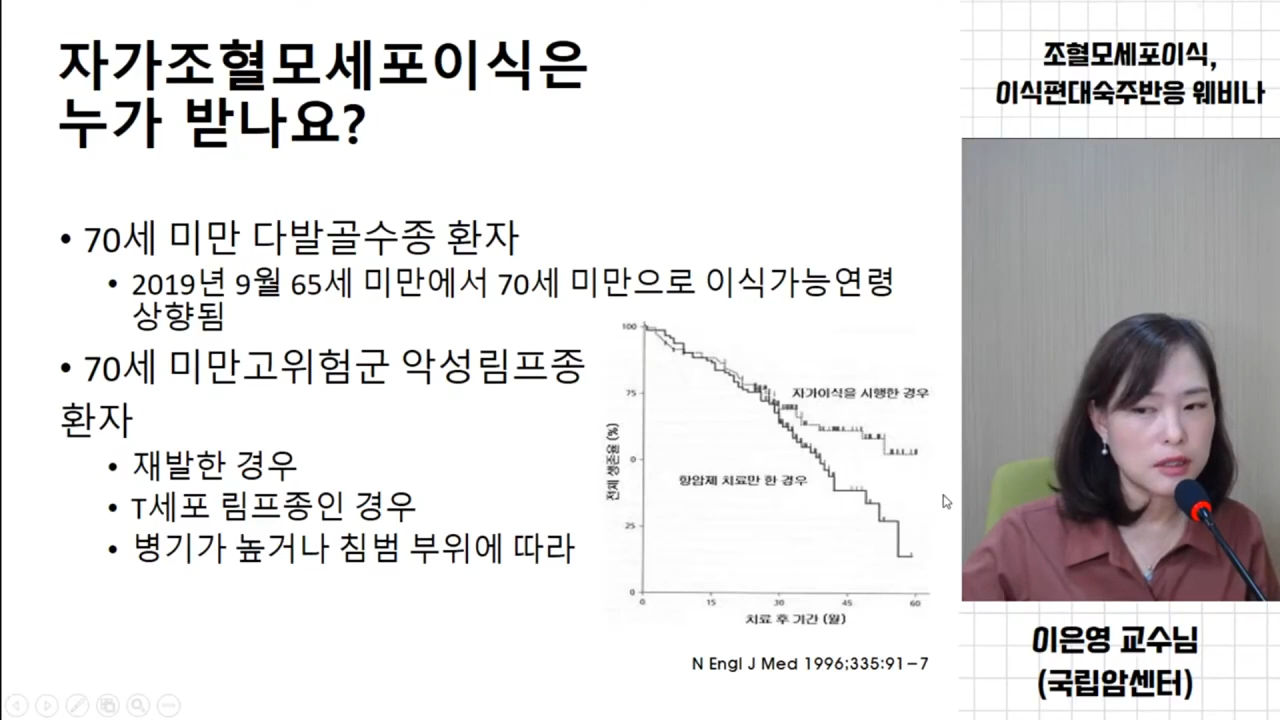 자가조혈모세포이식은
누가 받나요?
• 70세 미만 다발골수종 환자
• 2019년 9월 65세 미만에서 70세 미만으로 이식가능연령
상향됨
• 70세 미만고위험군 악성림프종
환자
• 재발한 경우
• T세포 림프종인 경우
• 병기가 높거나 침범 부위에 따라
100
75
0
25
0
전체 생존율 (%)
자가이식을 시행한 경우
항암제 치료만 한 경우
0 15 30 45 60
치료 후 기간 (월)
N Engl J Med 1996;335:91–7
조혈모세포이식,
이식편대숙주반응 웨비나
이은영 교수님
(국립암센터)